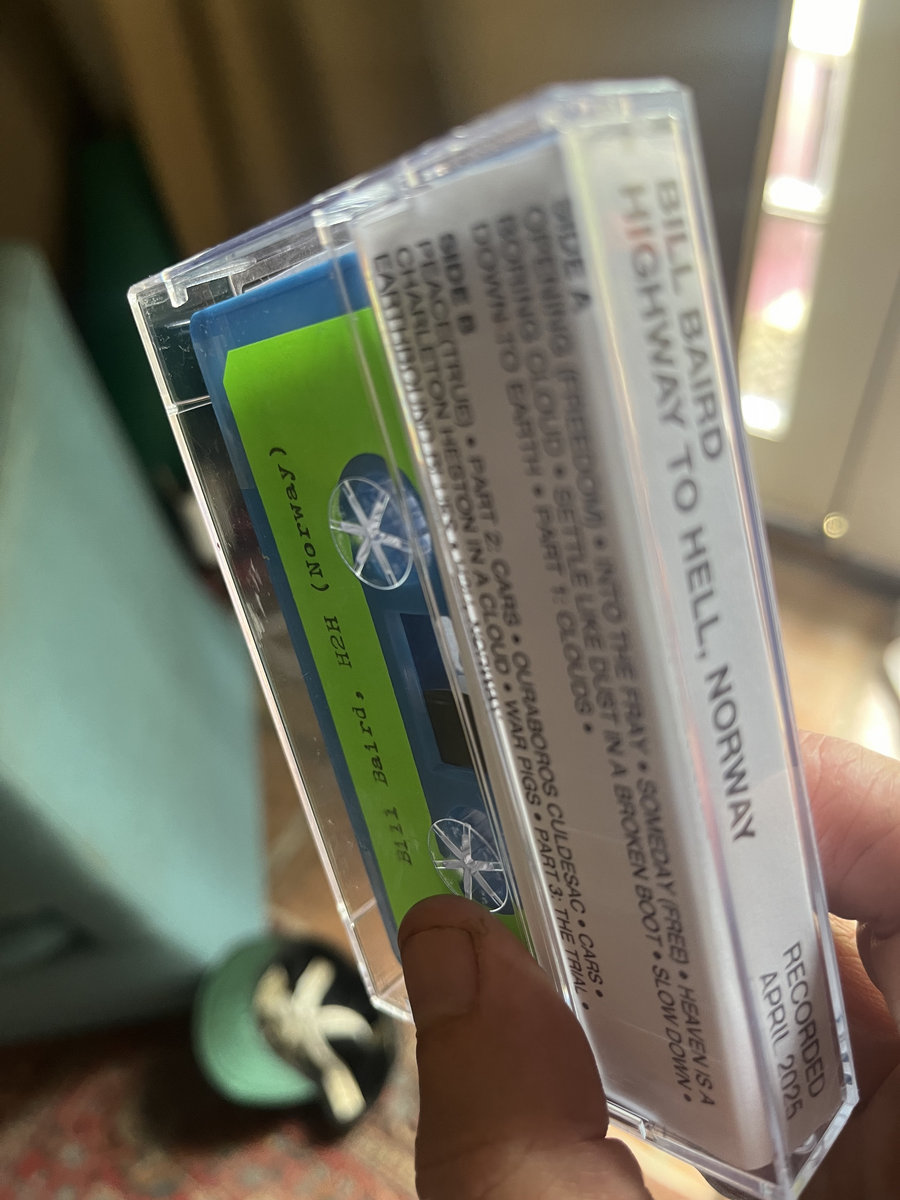 BILL BAIRD
HIGHWAY TO HELL, NORWAY
RECORDED
APRIL 2025
SIDE A
OPENING (FREEDOM) • INTO THE FRAY • SOMEDAY (FREE) • HEAVEN IS A
BORING CLOUD • SETTLE LIKE DUST IN A BROKEN BOOT • SLOW DOWN •
DOWN TO EARTH • PART 1: CLOUDS •
SIDE B
PEACE (TRUE) • PART 2: CARS • OURABOROS CULDESAC • CARS •
CHARLETON HESTON IN A CLOUD • WAR PIGS • PART 3: THE TRIAL •
EARTHBOUND
Bill Baird, H2H (Norway)